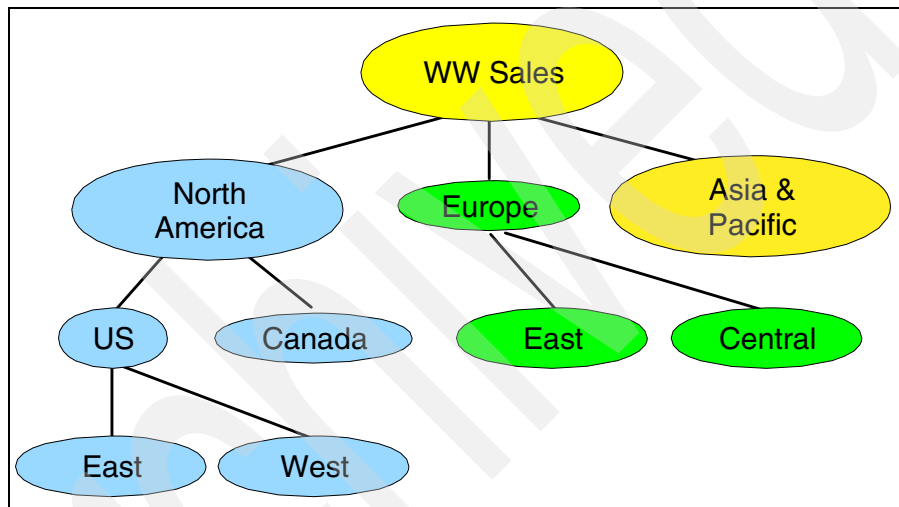 WW Sales
North
America
Europe
Asia &
Pacific
US
Canada
East
Central
East
West